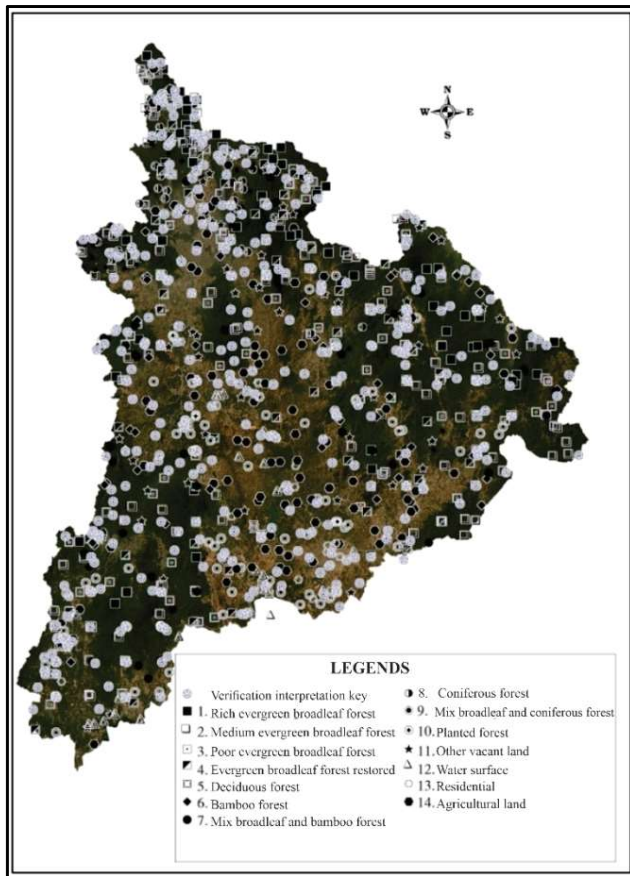 N
W E
S
LEGENDS
Verification interpretation key
1. Rich evergreen broadleaf forest
2. Medium evergreen broadleaf forest
3. Poor evergreen broadleaf forest
4. Evergreen broadleaf forest restored
5. Deciduous forest
6. Bamboo forest
7. Mix broadleaf and bamboo forest
8. Coniferous forest
9. Mix broadleaf and coniferous forest
10. Planted forest
11. Other vacant land
12. Water surface
13. Residential
14. Agricultural land